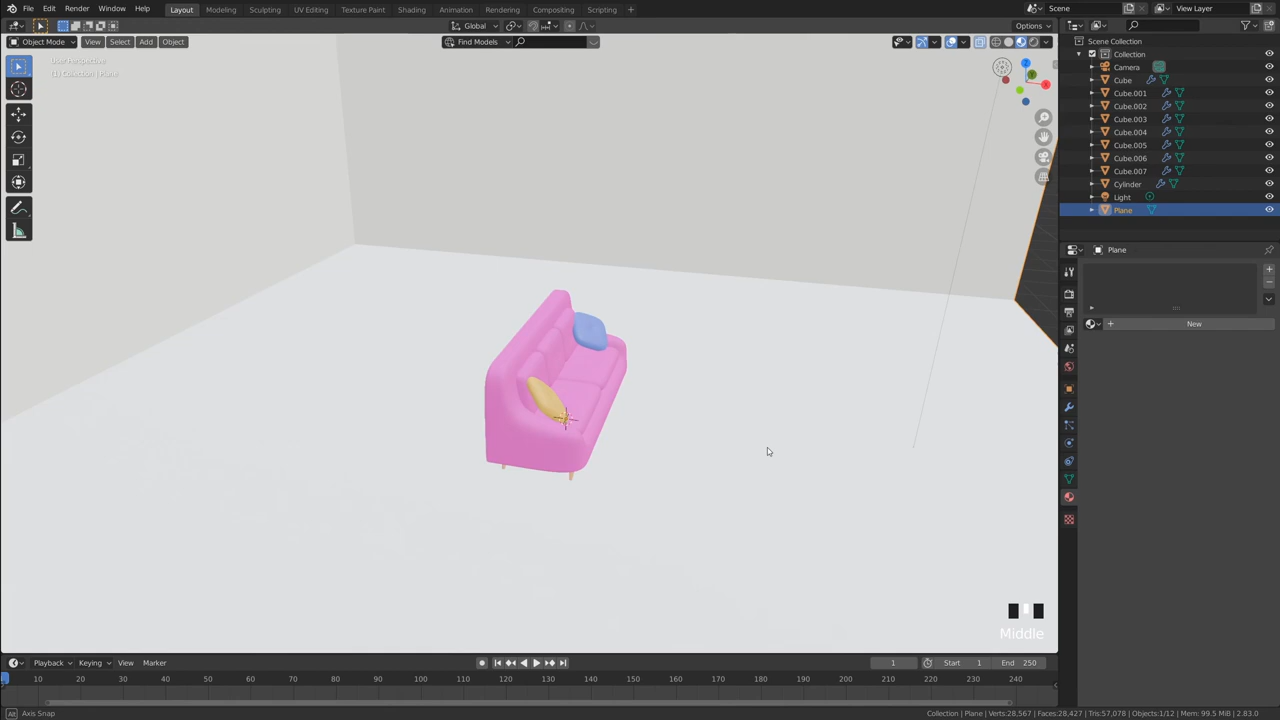 File Edit Render Window Help Layout Modeling Sculpting UV Editing Texture Paint Shading Animation Rendering Compositing Scripting + Scene View Layer
Global Options
Object Mode View Select Add Object Find Models
User Perspective
(1) Collection | Plane
Scene Collection
Collection
Camera
Cube
Cube.001
Cube.002
Cube.003
Cube.004
Cube.005
Cube.006
Cube.007
Cylinder
Light
Plane
Plane
New
Middle
Playback Keying View Marker 1 Start 1 End 250
10 20 30 40 50 60 70 80 90 100 110 120 130 140 150 160 170 180 190 200 210 220 230 240
Axis Snap Collection | Plane | Verts:28,567 | Faces:28,427 | Tris:57,078 | Objects:1/12 | Mem: 99.5 MiB | 2.83.0